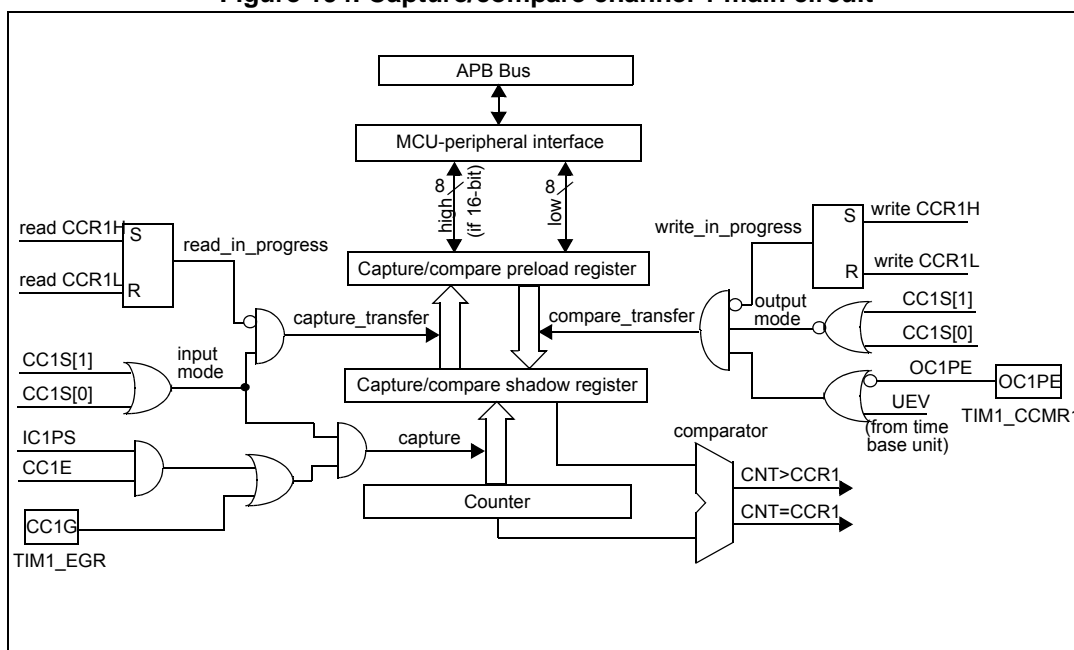 Figure 134. Capture/compare channel 1 main circuit
APB Bus
MCU-peripheral interface
8
high
(if 16-bit)
8
low
read CCR1H
S
read_in_progress
read CCR1L
R
write_in_progress
S
write CCR1H
R
write CCR1L
Capture/compare preload register
capture_transfer
compare_transfer
output
mode
CC1S[1]
CC1S[0]
CC1S[1]
CC1S[0]
input
mode
Capture/compare shadow register
OC1PE
OC1PE
UEV
TIM1_CCMR1
(from time
base unit)
IC1PS
CC1E
capture
comparator
CNT>CCR1
Counter
CNT=CCR1
CC1G
TIM1_EGR